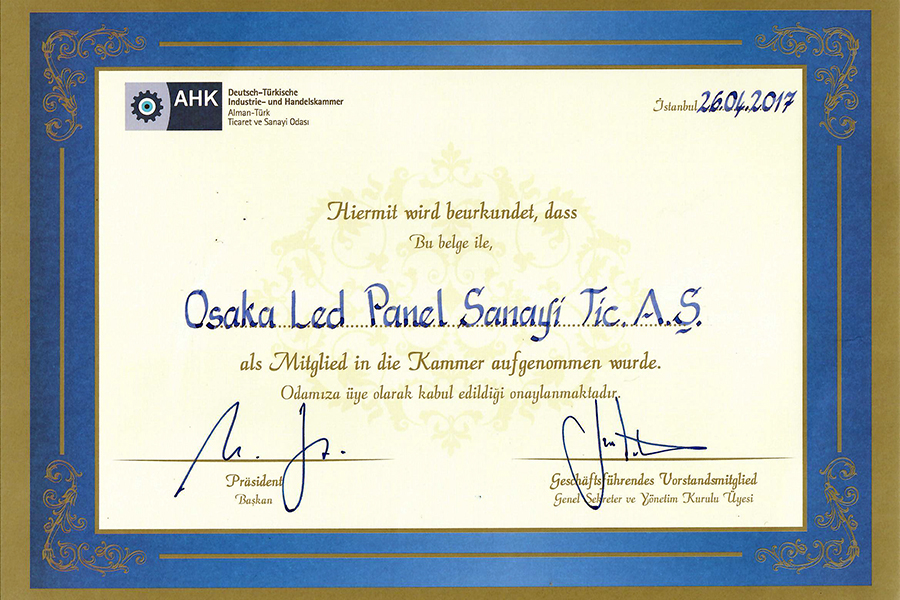 AHK
Deutsch-Türkische
Industrie- und Handelskammer
Alman-Türk
Ticaret ve Sanayi Odası
İstanbul, 26.04.2017
Hiermit wird beurkundet, dass
Bu belge ile,
Osaka Led Panel Sanayi Tic. A.Ş.
als Mitglied in die Kammer aufgenommen wurde.
Odamıza üye olarak kabul edildiği onaylanmaktadır.
Präsident
Başkan
Geschäftsführendes Vorstandsmitglied
Genel Sekreter ve Yönetim Kurulu Üyesi